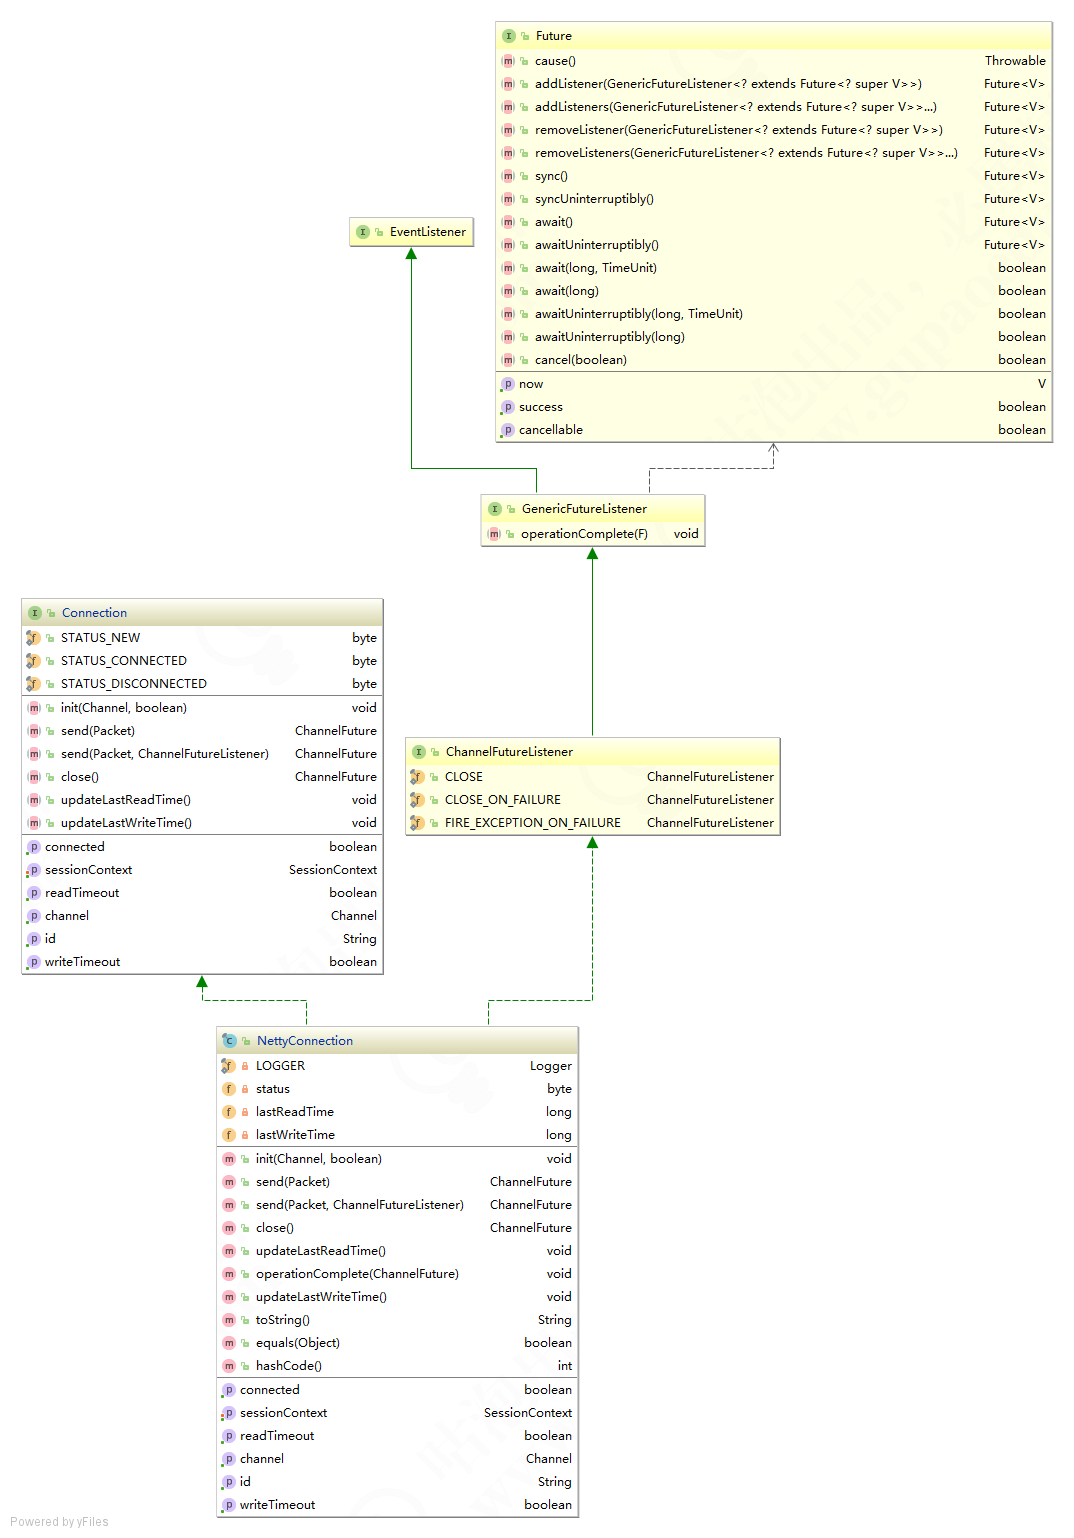 Future
cause() Throwable
addListener(GenericFutureListener<? extends Future<? super V>>) Future<V>
addListeners(GenericFutureListener<? extends Future<? super V>>...) Future<V>
removeListener(GenericFutureListener<? extends Future<? super V>>) Future<V>
removeListeners(GenericFutureListener<? extends Future<? super V>>...) Future<V>
sync() Future<V>
syncUninterruptibly() Future<V>
await() Future<V>
awaitUninterruptibly() Future<V>
await(long, TimeUnit) boolean
await(long) boolean
awaitUninterruptibly(long, TimeUnit) boolean
awaitUninterruptibly(long) boolean
cancel(boolean) boolean
now V
success boolean
cancellable boolean
EventListener
GenericFutureListener
operationComplete(F) void
Connection
STATUS_NEW byte
STATUS_CONNECTED byte
STATUS_DISCONNECTED byte
init(Channel, boolean) void
send(Packet) ChannelFuture
send(Packet, ChannelFutureListener) ChannelFuture
close() ChannelFuture
updateLastReadTime() void
updateLastWriteTime() void
connected boolean
sessionContext SessionContext
readTimeout boolean
channel Channel
id String
writeTimeout boolean
ChannelFutureListener
CLOSE ChannelFutureListener
CLOSE_ON_FAILURE ChannelFutureListener
FIRE_EXCEPTION_ON_FAILURE ChannelFutureListener
NettyConnection
LOGGER Logger
status byte
lastReadTime long
lastWriteTime long
init(Channel, boolean) void
send(Packet) ChannelFuture
send(Packet, ChannelFutureListener) ChannelFuture
close() ChannelFuture
updateLastReadTime() void
operationComplete(ChannelFuture) void
updateLastWriteTime() void
toString() String
equals(Object) boolean
hashCode() int
connected boolean
sessionContext SessionContext
readTimeout boolean
channel Channel
id String
writeTimeout boolean
Powered by yFiles